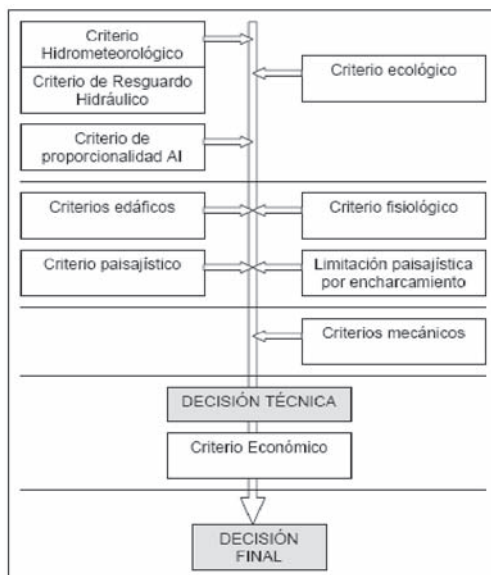 Criterio
Hidrometeorológico
Criterio de Resguardo
Hidráulico
Criterio ecológico
Criterio de
proporcionalidad AI
Criterios edáficos
Criterio fisiológico
Criterio paisajístico
Limitación paisajística
por encharcamiento
Criterios mecánicos
DECISIÓN TÉCNICA
Criterio Económico
DECISIÓN
FINAL